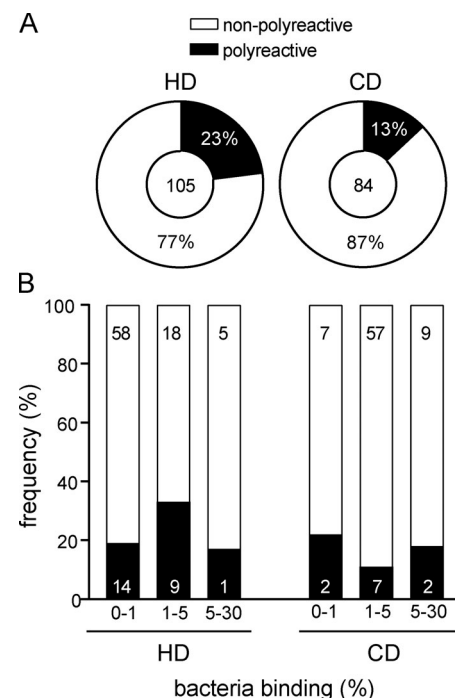 A
non-polyreactive
polyreactive
HD CD
23% 13%
105 84
77% 87%
B
frequency (%)
100
80
60
40
20
0
58 18 5 7 57 9
14 9 1 2 7 2
0-1 1-5 5-30 0-1 1-5 5-30
HD CD
bacteria binding (%)